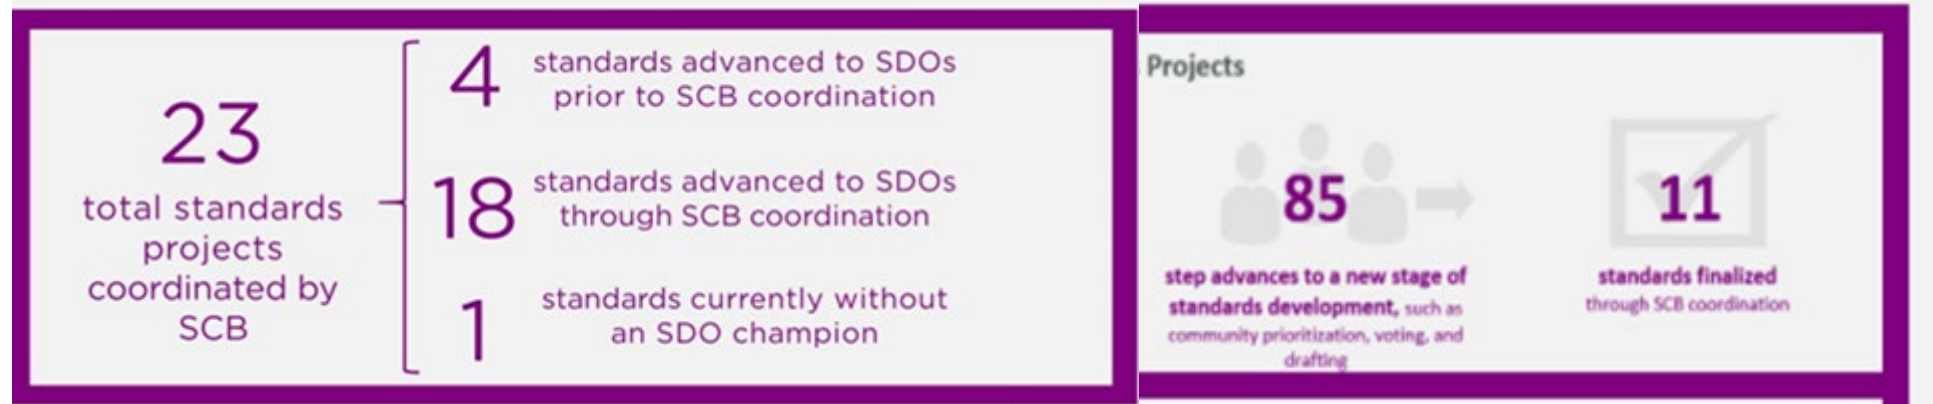 23
total standards
projects
coordinated by
SCB
4
standards advanced to SDOs
prior to SCB coordination
18
standards advanced to SDOs
through SCB coordination
1
standards currently without
an SDO champion
Projects
85
step advances to a new stage of
standards development, such as
community prioritization, voting, and
drafting
11
standards finalized
through SCB coordination